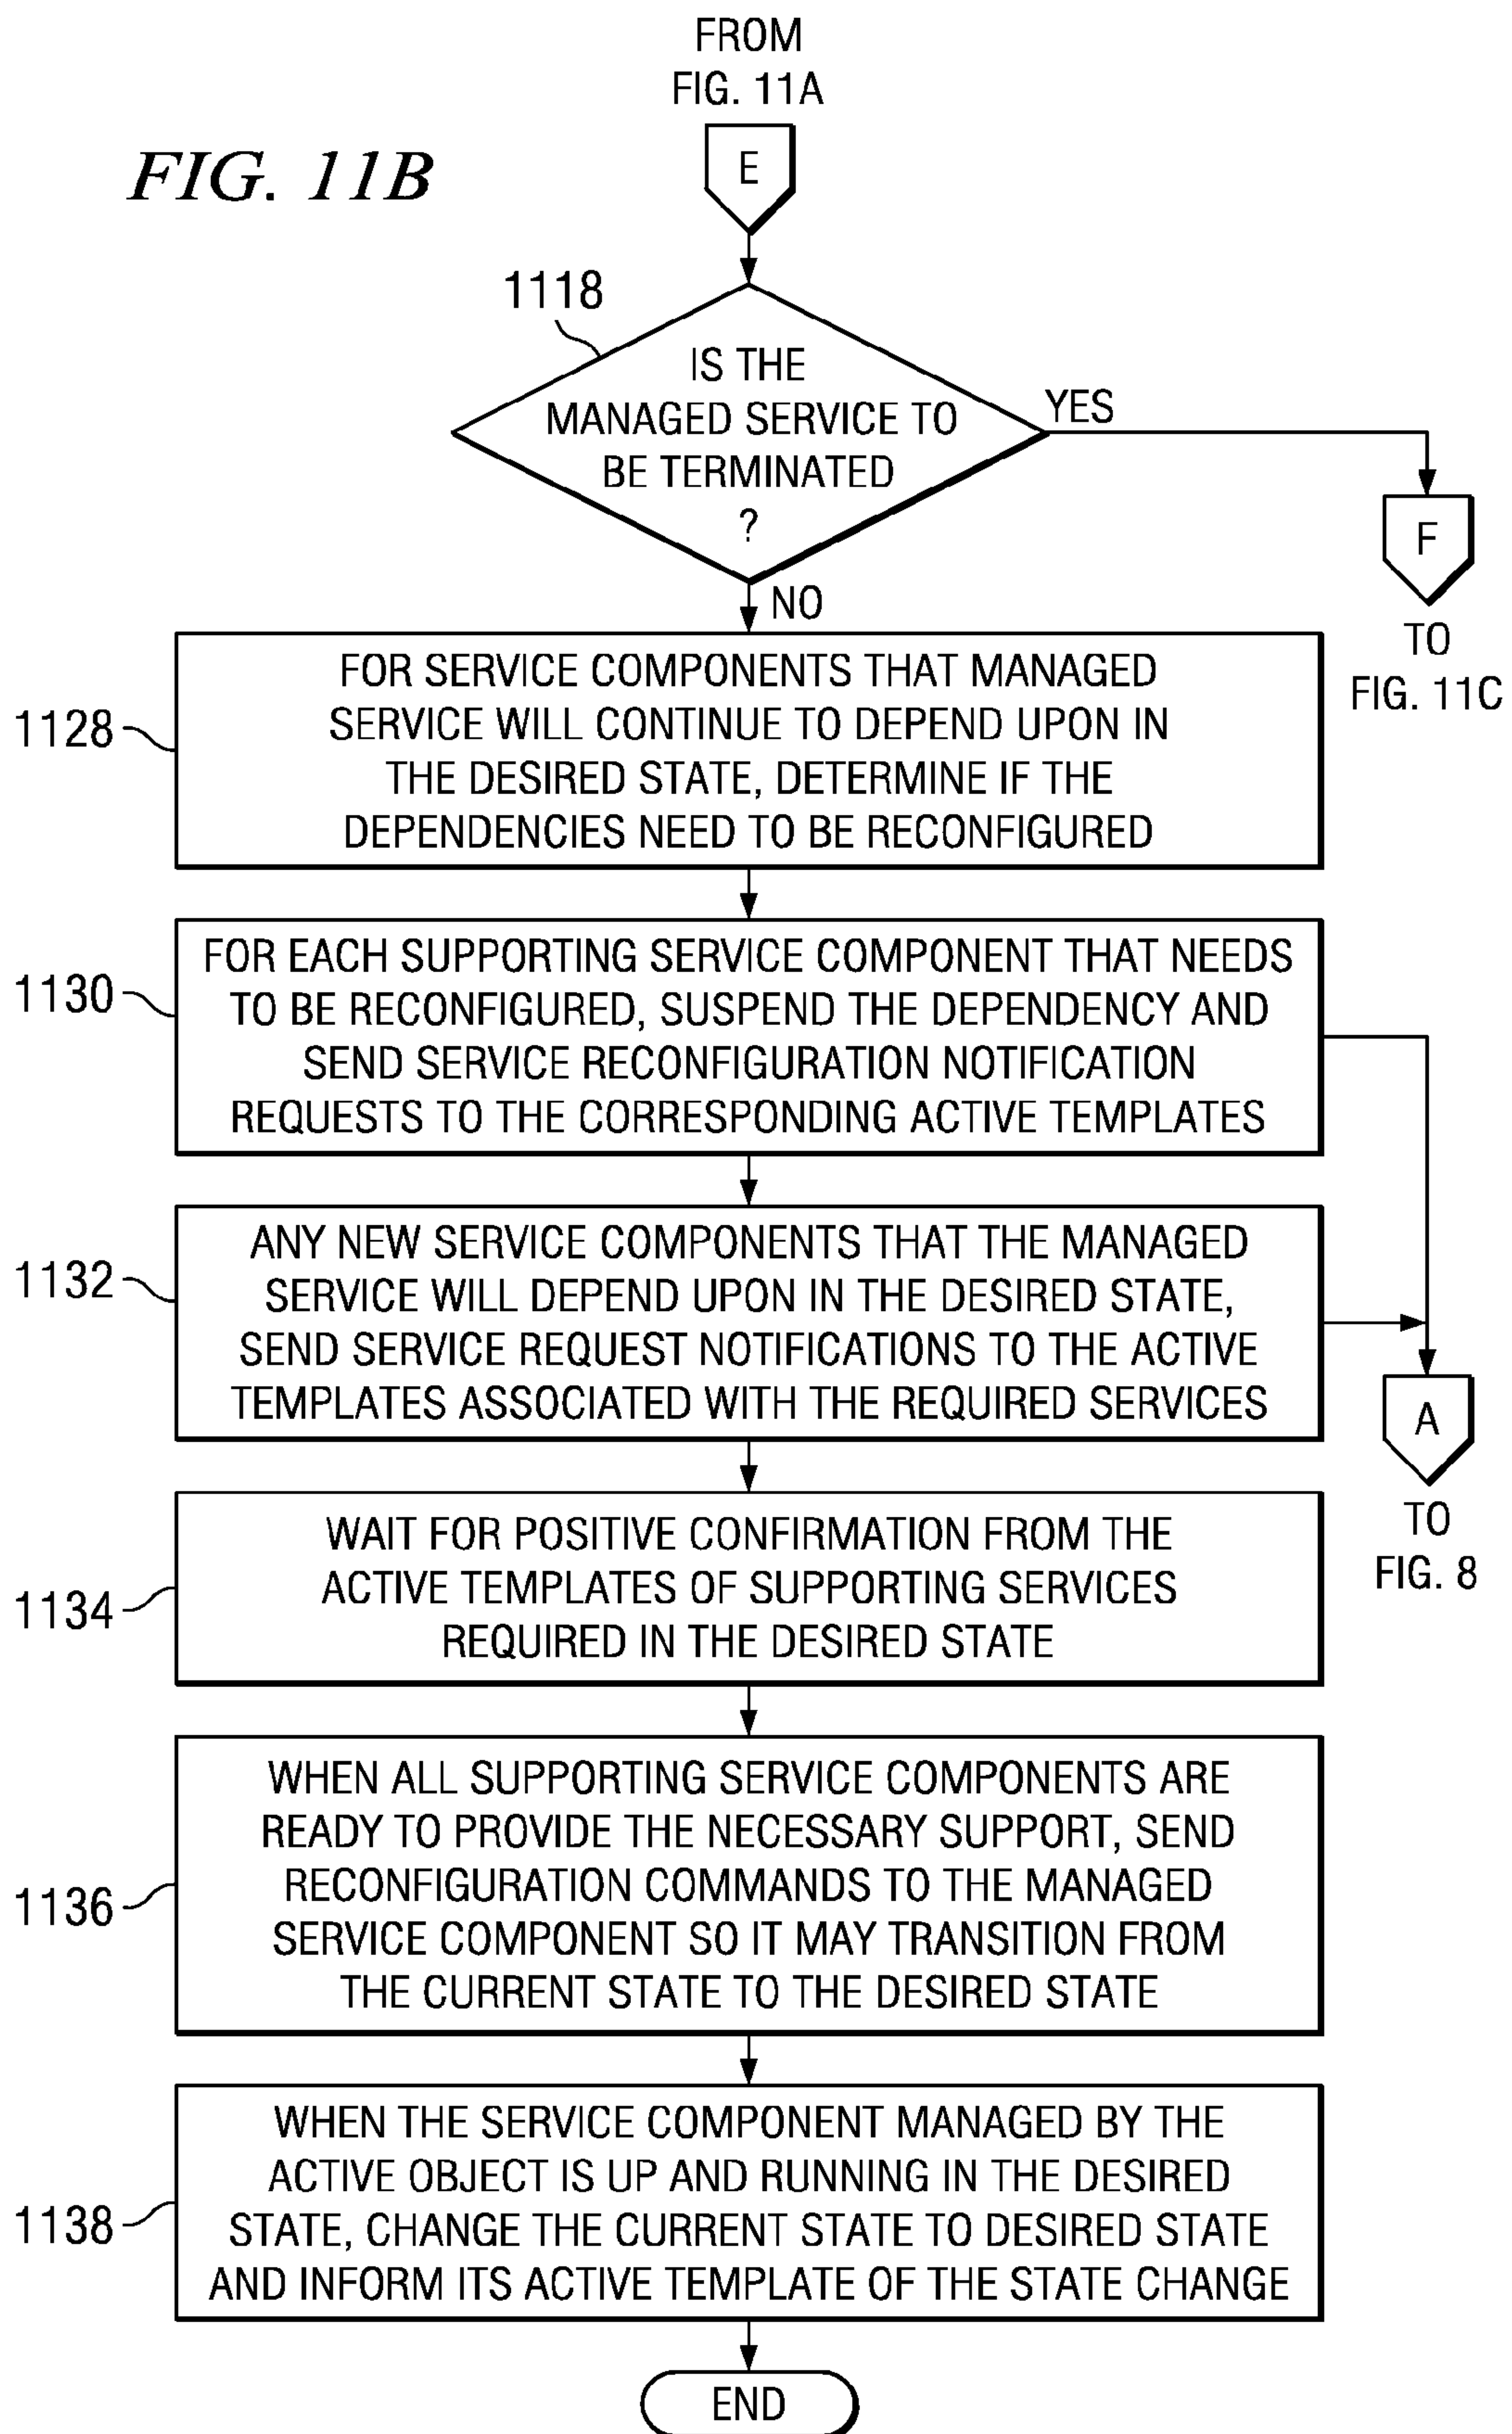 FROM
FIG. 11A
FIG. 11B
E
1118
IS THE
MANAGED SERVICE TO
BE TERMINATED
?
YES
F
TO
FIG. 11C
NO
1128
FOR SERVICE COMPONENTS THAT MANAGED
SERVICE WILL CONTINUE TO DEPEND UPON IN
THE DESIRED STATE, DETERMINE IF THE
DEPENDENCIES NEED TO BE RECONFIGURED
1130
FOR EACH SUPPORTING SERVICE COMPONENT THAT NEEDS
TO BE RECONFIGURED, SUSPEND THE DEPENDENCY AND
SEND SERVICE RECONFIGURATION NOTIFICATION
REQUESTS TO THE CORRESPONDING ACTIVE TEMPLATES
1132
ANY NEW SERVICE COMPONENTS THAT THE MANAGED
SERVICE WILL DEPEND UPON IN THE DESIRED STATE,
SEND SERVICE REQUEST NOTIFICATIONS TO THE ACTIVE
TEMPLATES ASSOCIATED WITH THE REQUIRED SERVICES
A
TO
FIG. 8
1134
WAIT FOR POSITIVE CONFIRMATION FROM THE
ACTIVE TEMPLATES OF SUPPORTING SERVICES
REQUIRED IN THE DESIRED STATE
1136
WHEN ALL SUPPORTING SERVICE COMPONENTS ARE
READY TO PROVIDE THE NECESSARY SUPPORT, SEND
RECONFIGURATION COMMANDS TO THE MANAGED
SERVICE COMPONENT SO IT MAY TRANSITION FROM
THE CURRENT STATE TO THE DESIRED STATE
1138
WHEN THE SERVICE COMPONENT MANAGED BY THE
ACTIVE OBJECT IS UP AND RUNNING IN THE DESIRED
STATE, CHANGE THE CURRENT STATE TO DESIRED STATE
AND INFORM ITS ACTIVE TEMPLATE OF THE STATE CHANGE
END